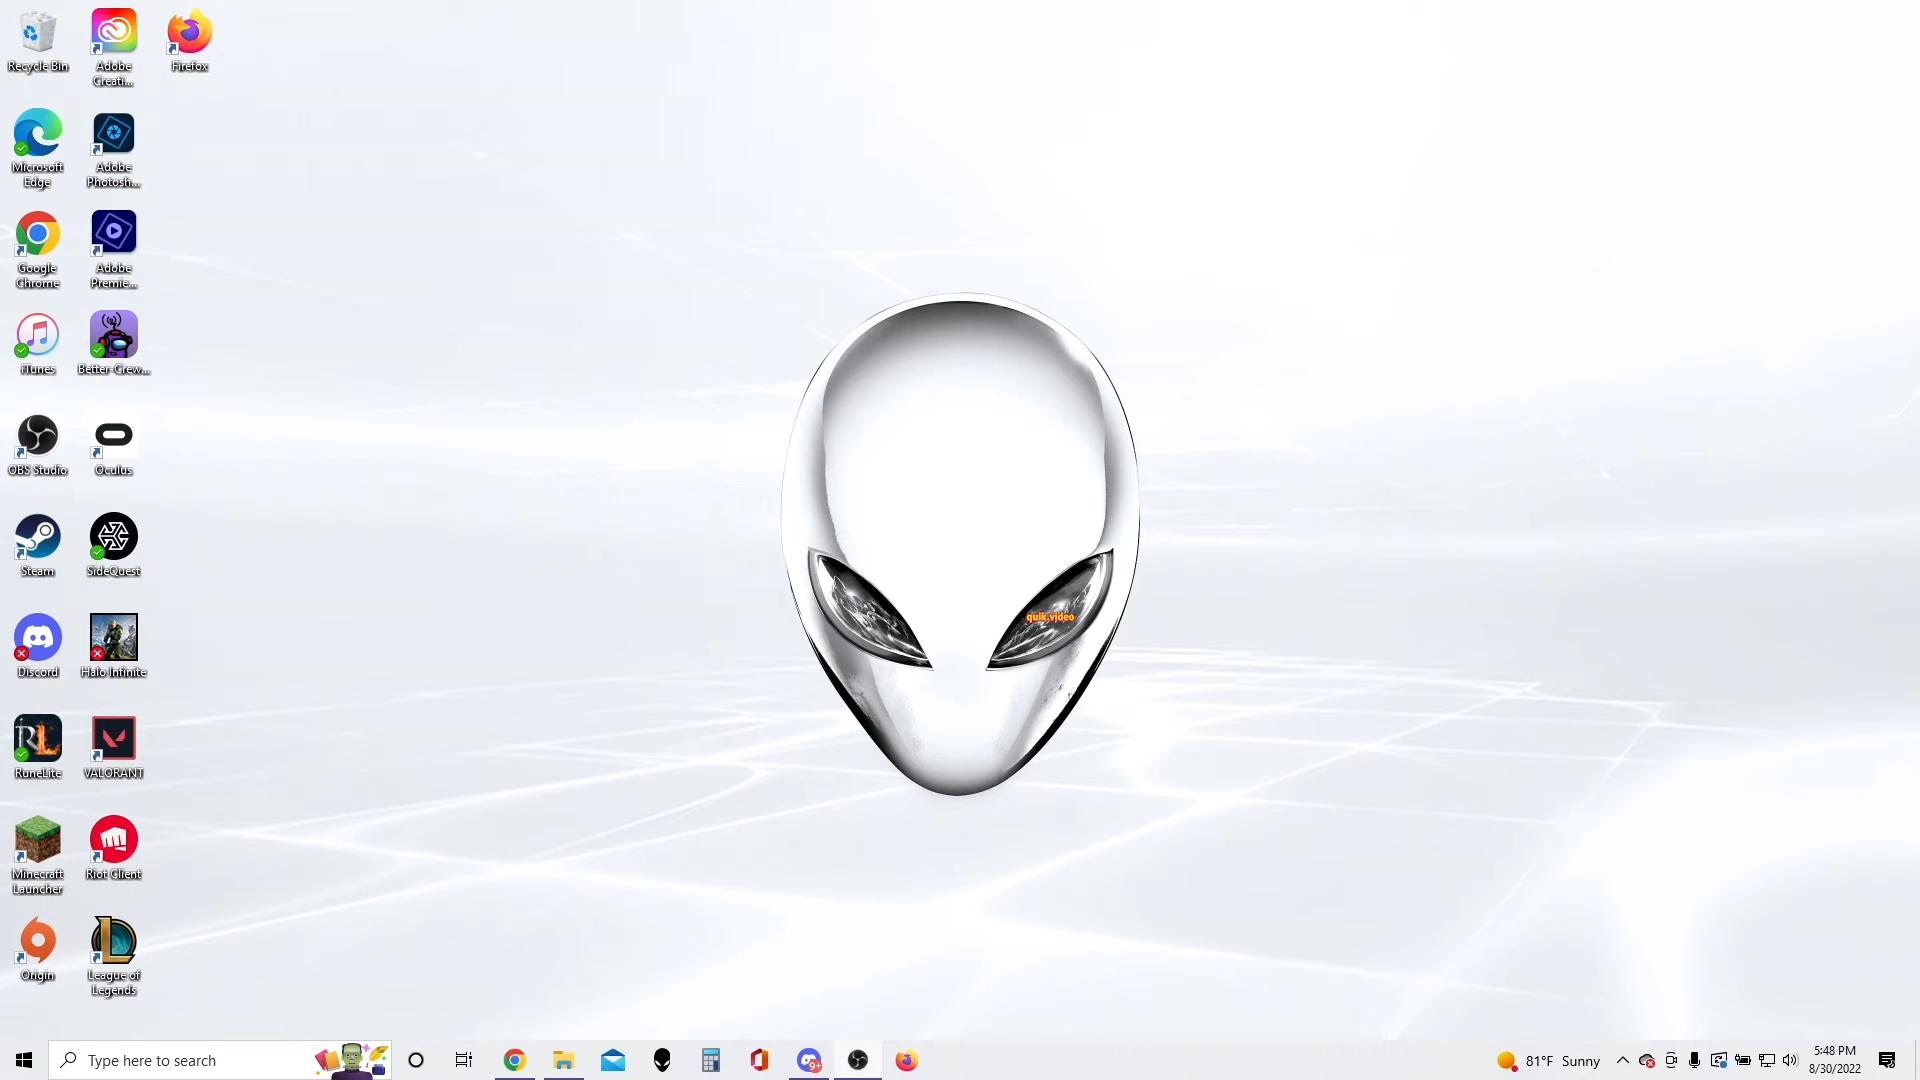 Recycle Bin
Adobe
Creati...
Firefox
Microsoft
Edge
Adobe
Photosh...
Google
Chrome
Adobe
Premie...
iTunes
Better-Crew...
OBS Studio
Oculus
Steam
SideQuest
quik.video
Discord
Halo Infinite
RL
RuneLite
VALORANT
Minecraft
Launcher
Riot Client
Origin
League of
Legends
Type here to search
9+
81°F Sunny
5:48 PM
8/30/2022